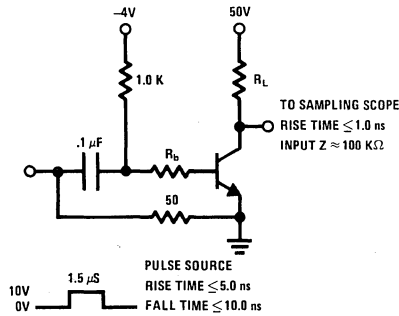 –4V
50V
1.0 K
RL
TO SAMPLING SCOPE
RISE TIME ≤1.0 ns
INPUT Z ≈ 100 KΩ
.1 μF
Rb
50
PULSE SOURCE
1.5 μS
RISE TIME ≤5.0 ns
10V
0V
FALL TIME ≤10.0 ns